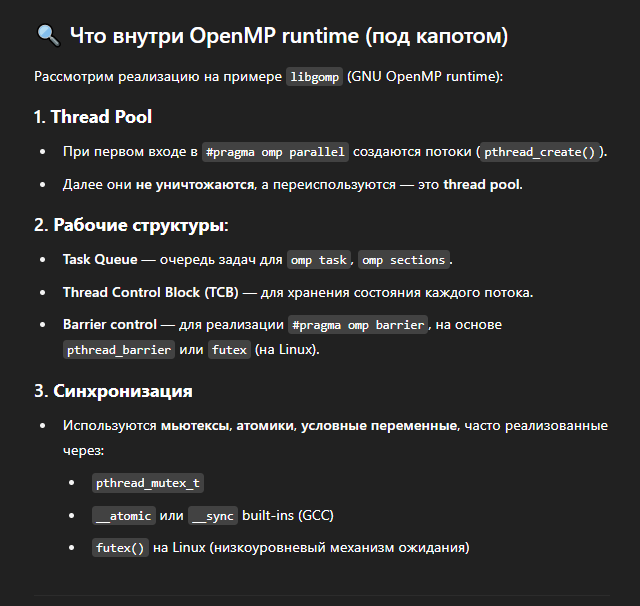 🔍 Что внутри OpenMP runtime (под капотом)
Рассмотрим реализацию на примере libgomp (GNU OpenMP runtime):
1. Thread Pool
• При первом входе в #pragma omp parallel создаются потоки (pthread_create()).
• Далее они не уничтожаются, а переиспользуются — это thread pool.
2. Рабочие структуры:
• Task Queue — очередь задач для omp task, omp sections.
• Thread Control Block (TCB) — для хранения состояния каждого потока.
• Barrier control — для реализации #pragma omp barrier, на основе
pthread_barrier или futex (на Linux).
3. Синхронизация
• Используются мьютексы, атомики, условные переменные, часто реализованные
через:
• pthread_mutex_t
• __atomic или __sync built-ins (GCC)
• futex() на Linux (низкоуровневый механизм ожидания)